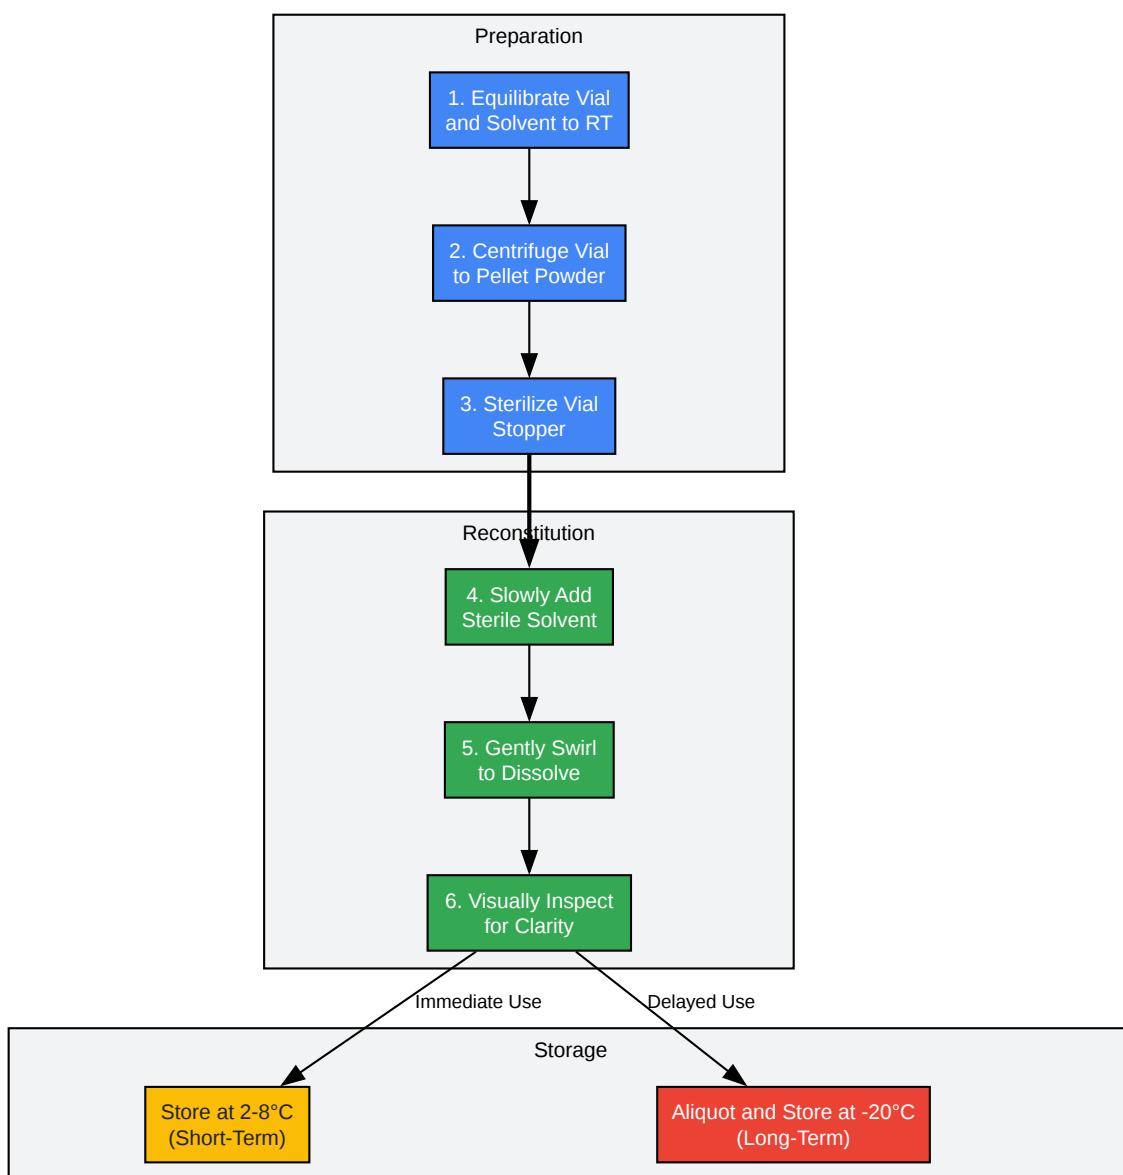 Preparation
1. Equilibrate Vial
and Solvent to RT
2. Centrifuge Vial
to Pellet Powder
3. Sterilize Vial
Stopper
Reconstitution
4. Slowly Add
Sterile Solvent
5. Gently Swirl
to Dissolve
6. Visually Inspect
for Clarity
Immediate Use
Delayed Use
Storage
Store at 2-8°C
(Short-Term)
Aliquot and Store at -20°C
(Long-Term)